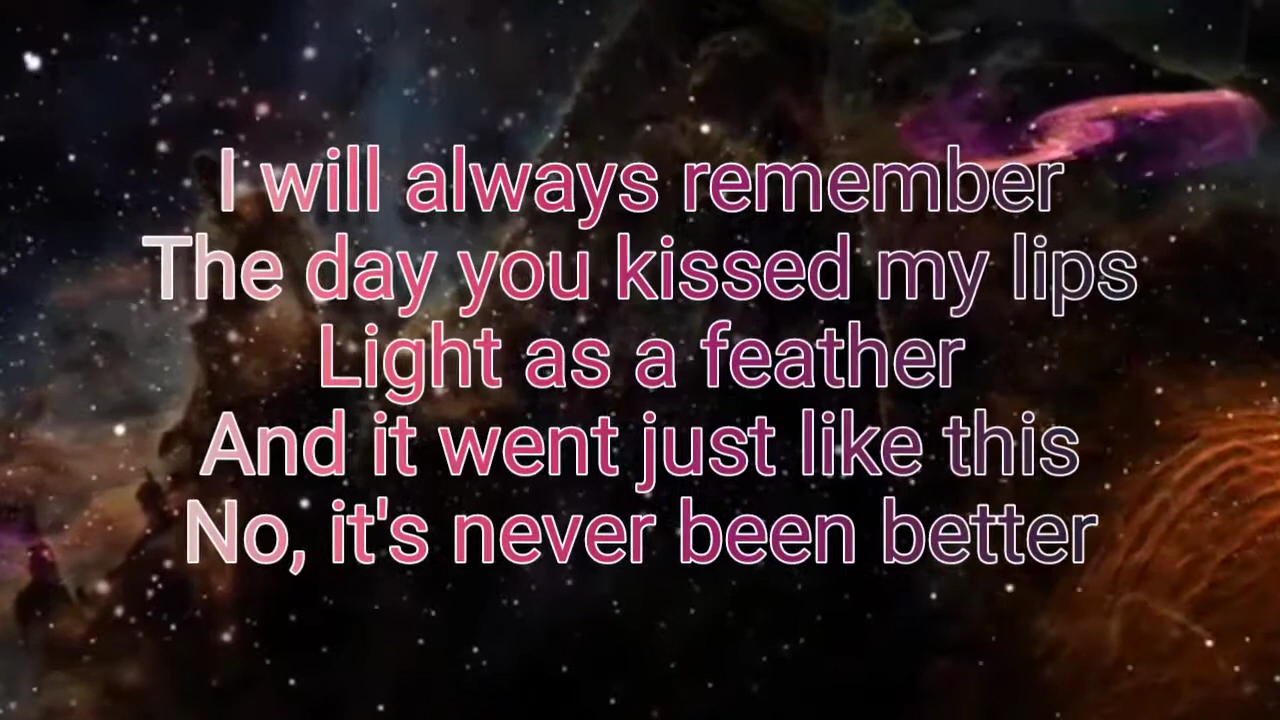 I will always remember
The day you kissed my lips
Light as a feather
And it went just like this
No, it's never been better